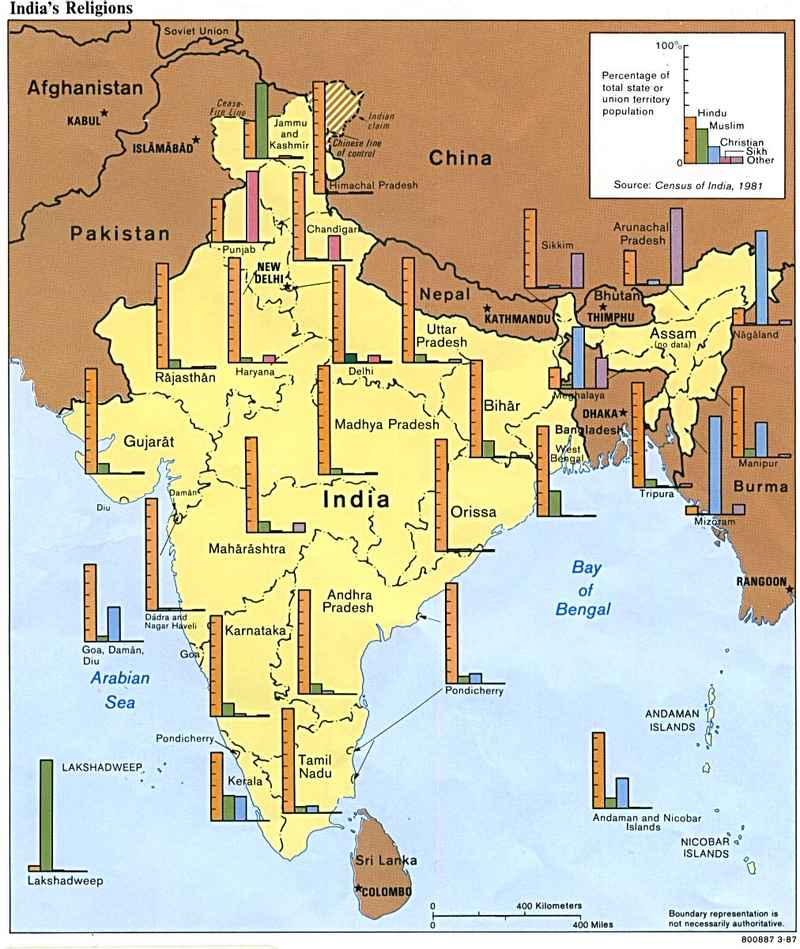 India's Religions
Soviet Union
Afghanistan
KABUL
ISLĀMĀBĀD
Cease-
Fire Line
Jammu
and
Kashmir
Indian
claim
Chinese line
of control
China
100%
Percentage of
total state or
union territory
population
Hindu
Muslim
Christian
Sikh
Other
0
Source: Census of India, 1981
Himachal Pradesh
Pakistan
Punjab
Chandigarh
NEW
DELHI
Nepal
KATHMANDU
Sikkim
Arunachal
Pradesh
Bhutan
THIMPHU
Assam
(no data)
Nāgāland
Uttar
Pradesh
Rājasthān
Haryana
Delhi
Meghalaya
Bihār
DHAKA
Bangladesh
West
Bengal
Madhya Pradesh
Gujarāt
Manipur
Burma
Tripura
Mizoram
India
Diu
Damān
Orissa
Mahārāshtra
Bay
of
Bengal
RANGOON
Dādra and
Nagar Haveli
Andhra
Pradesh
Karnataka
Goa, Damān,
Diu
Goa
Arabian
Sea
Pondicherry
ANDAMAN
ISLANDS
Pondicherry
Tamil
Nadu
Kerala
LAKSHADWEEP
Lakshadweep
Andaman and Nicobar
Islands
NICOBAR
ISLANDS
Sri Lanka
COLOMBO
0 400 Kilometers
0 400 Miles
Boundary representation is
not necessarily authoritative.
800887 3-87